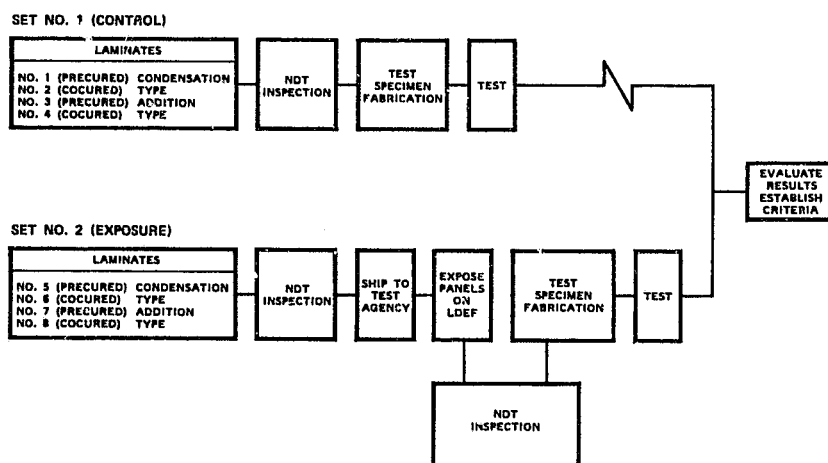 SET NO. 1 (CONTROL)
LAMINATES
NO. 1 (PRECURED) CONDENSATION
NO. 2 (COCURED) TYPE
NO. 3 (PRECURED) ADDITION
NO. 4 (COCURED) TYPE
NDT
INSPECTION
TEST
SPECIMEN
FABRICATION
TEST
EVALUATE
RESULTS
ESTABLISH
CRITERIA
SET NO. 2 (EXPOSURE)
LAMINATES
NO. 5 (PRECURED) CONDENSATION
NO. 6 (COCURED) TYPE
NO. 7 (PRECURED) ADDITION
NO. 8 (COCURED) TYPE
NDT
INSPECTION
SHIP TO
TEST
AGENCY
EXPOSE
PANELS
ON
LDEF
TEST
SPECIMEN
FABRICATION
TEST
NDT
INSPECTION